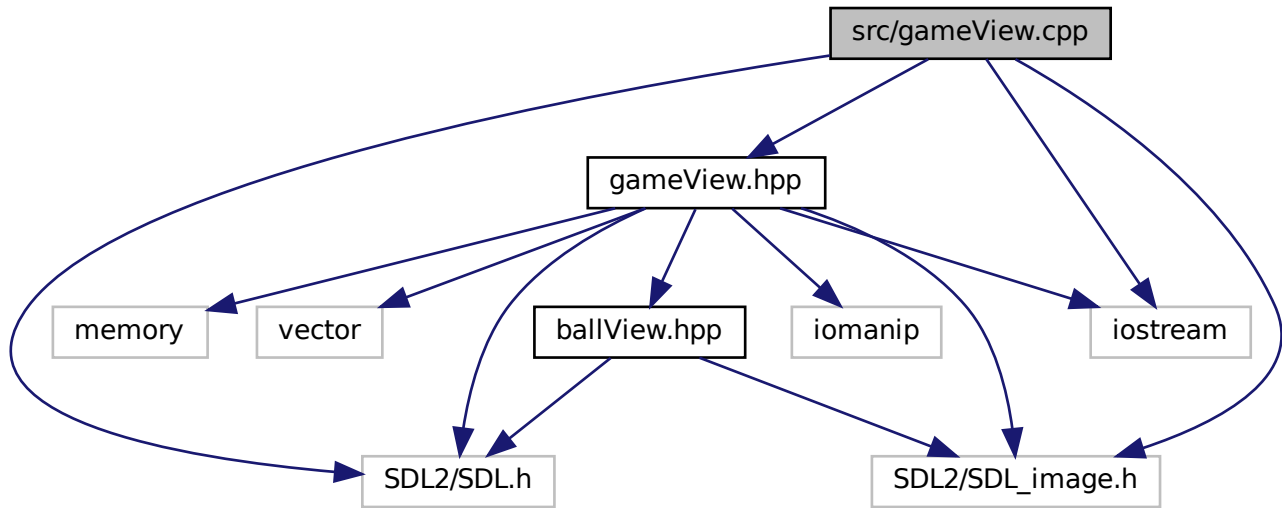 src/gameView.cpp
gameView.hpp
memory
vector
ballView.hpp
iomanip
iostream
SDL2/SDL.h
SDL2/SDL_image.h